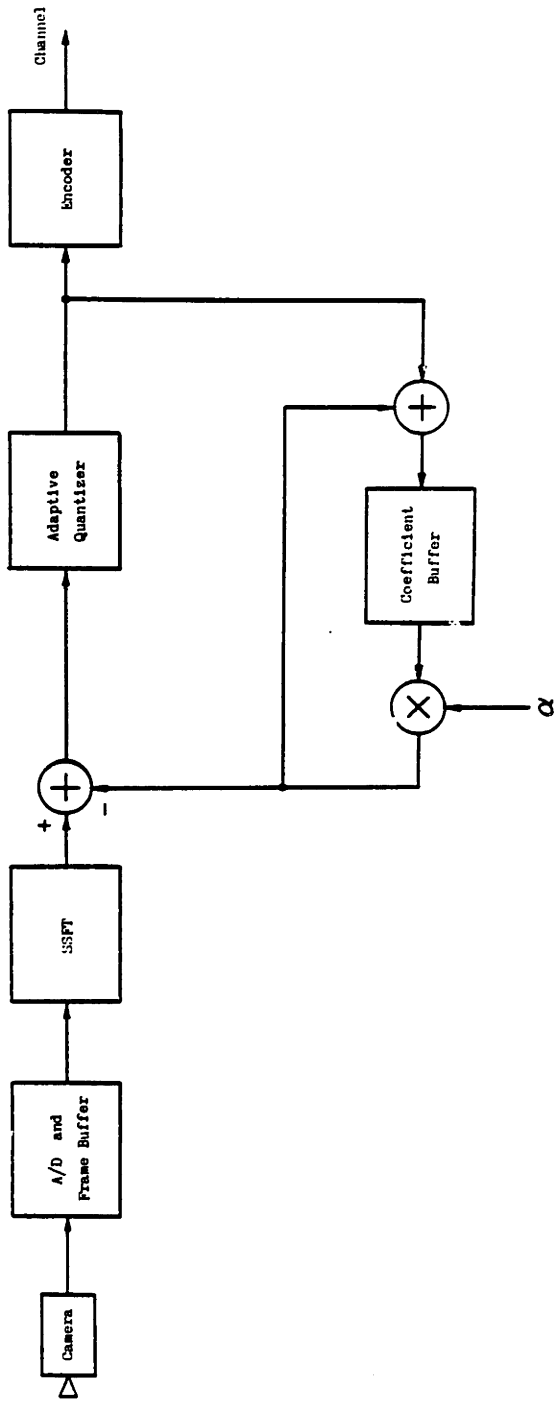 Camera
A/D and
Frame Buffer
SSFT
+
-
+
Adaptive
Quantizer
Encoder
Channel
+
Coefficient
Buffer
×
α